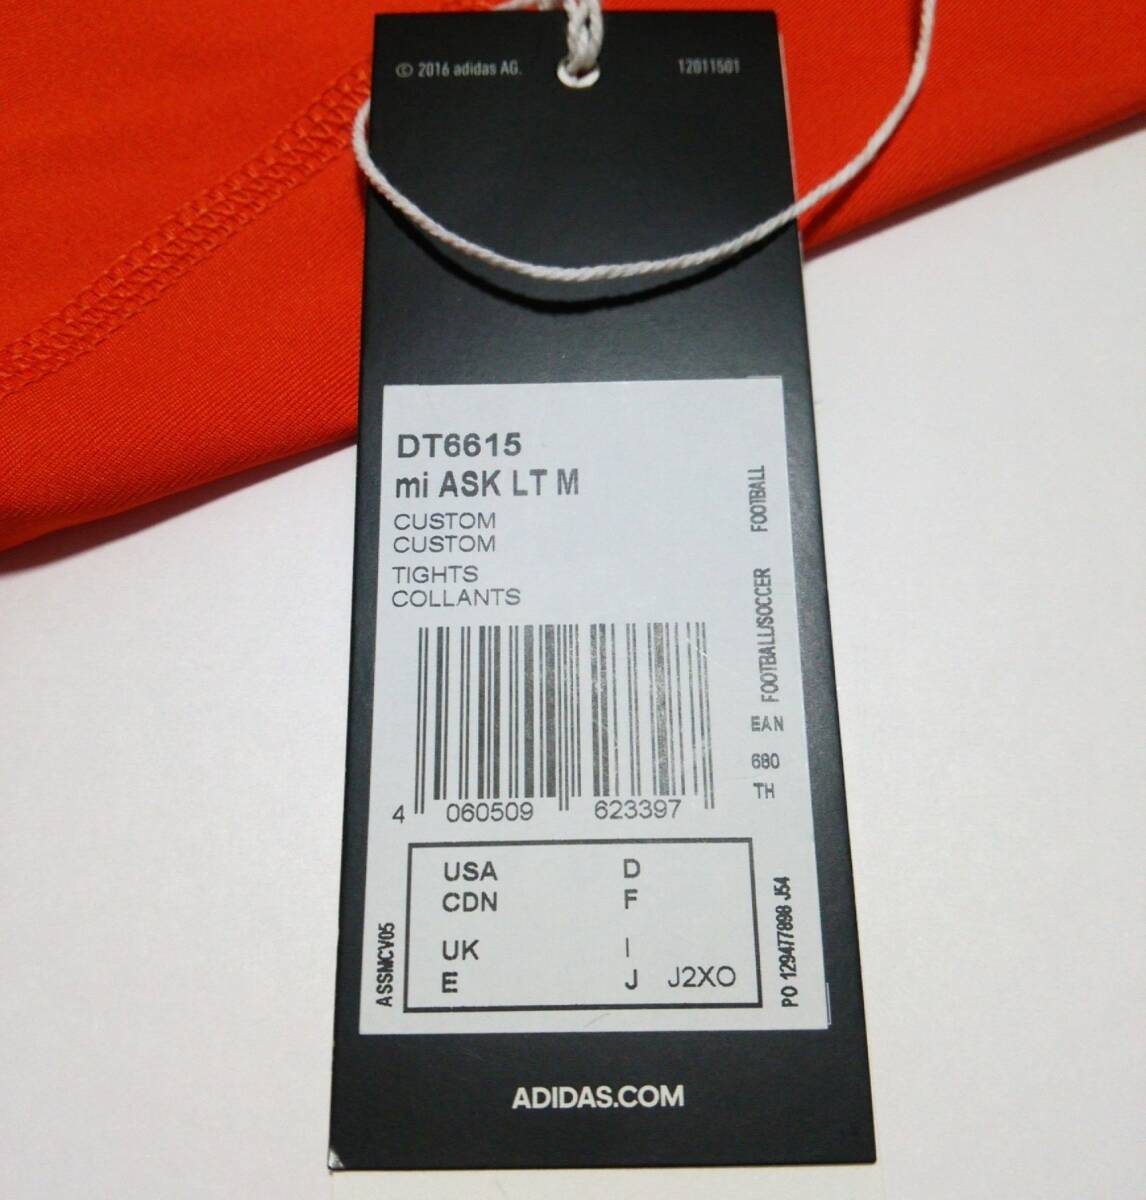 © 2016 adidas AG.
12011501
DT6615
mi ASK LT M
CUSTOM
CUSTOM
TIGHTS
COLLANTS
FOOTBALL/SOCCER FOOTBALL
EAN
680
TH
4 060509 623397
USA D
CDN F
UK I
E J J2XO
ASSMCV05
PO 129477898 J54
ADIDAS.COM